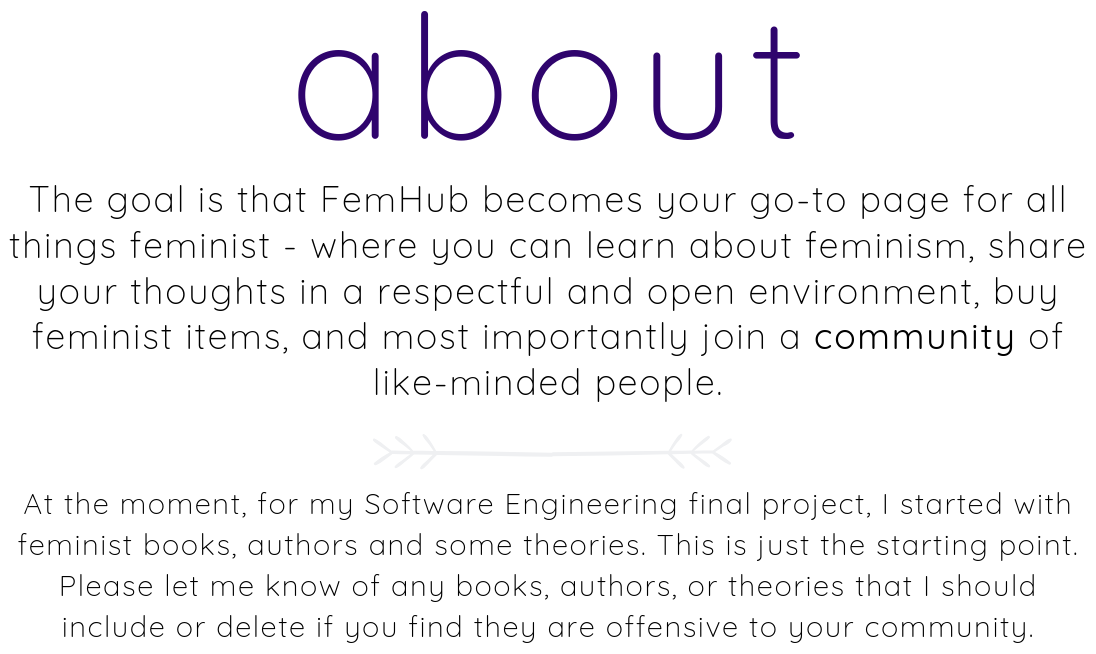 about
The goal is that FemHub becomes your go-to page for all
things feminist - where you can learn about feminism, share
your thoughts in a respectful and open environment, buy
feminist items, and most importantly join a community of
like-minded people.
At the moment, for my Software Engineering final project, I started with
feminist books, authors and some theories. This is just the starting point.
Please let me know of any books, authors, or theories that I should
include or delete if you find they are offensive to your community.